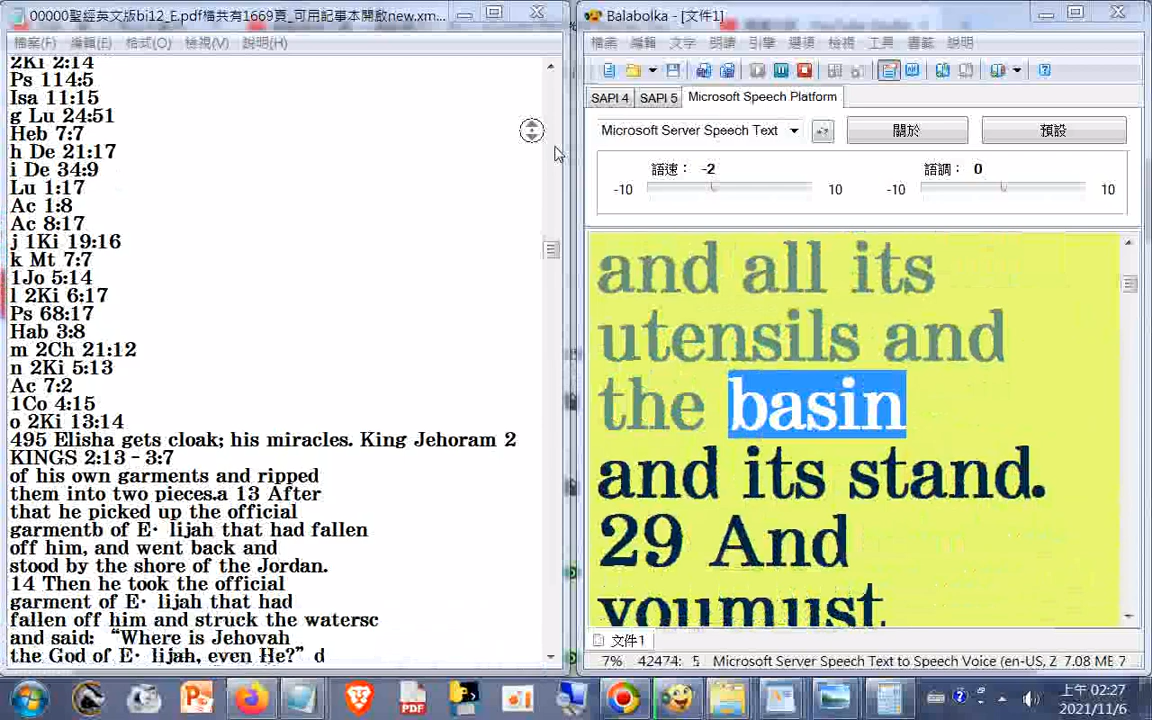 00000聖經英文版bi12_E.pdf檔共有1669頁_可用記事本開啟new.xm...
檔案(F) 編輯(E) 格式(O) 檢視(V) 說明(H)
2Ki 2:14
Ps 114:5
Isa 11:15
g Lu 24:51
Heb 7:7
h De 21:17
i De 34:9
Lu 1:17
Ac 1:8
Ac 8:17
j 1Ki 19:16
k Mt 7:7
1Jo 5:14
l 2Ki 6:17
Ps 68:17
Hab 3:8
m 2Ch 21:12
n 2Ki 5:13
Ac 7:2
1Co 4:15
o 2Ki 13:14
495 Elisha gets cloak; his miracles. King Jehoram 2
KINGS 2:13 - 3:7
of his own garments and ripped
them into two pieces.a 13 After
that he picked up the official
garmentb of E· lijah that had fallen
off him, and went back and
stood by the shore of the Jordan.
14 Then he took the official
garment of E· lijah that had
fallen off him and struck the watersc
and said: “Where is Jehovah
the God of E· lijah, even He?” d
Balabolka - [文件1]
檔案 編輯 文字 朗讀 引擎 選項 檢視 工具 書籤 說明
SAPI 4 SAPI 5 Microsoft Speech Platform
Microsoft Server Speech Text 關於 預設
語速： -2 語調： 0
-10 10 -10 10
and all its
utensils and
the basin
and its stand.
29 And
youmust
文件1
7% 42474: 5 Microsoft Server Speech Text to Speech Voice (en-US, Z 7.08 ME 7
PDF
上午 02:27
2021/11/6